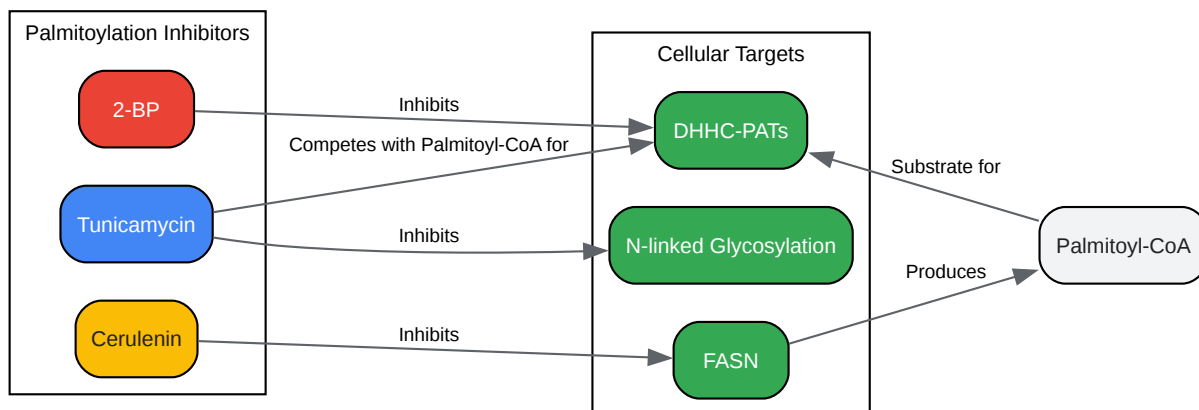 Palmitoylation Inhibitors
Cellular Targets
2-BP
Inhibits
DHHC-PATs
Competes with Palmitoyl-CoA for
Substrate for
Tunicamycin
Inhibits
N-linked Glycosylation
Palmitoyl-CoA
Produces
Cerulenin
Inhibits
FASN